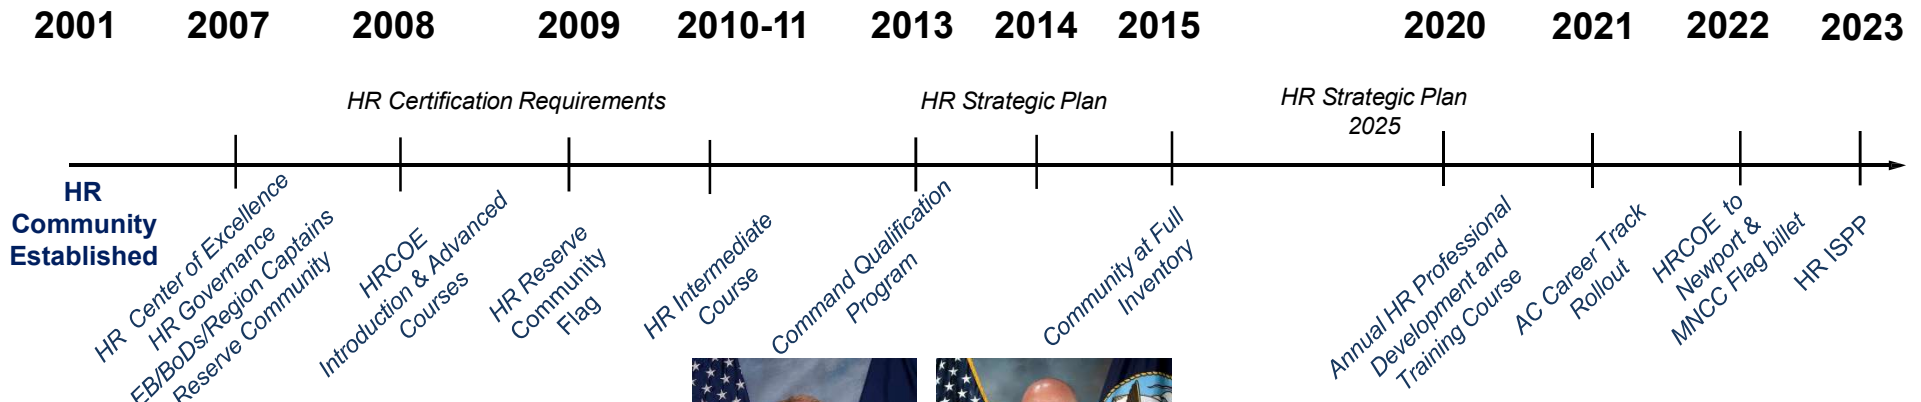 2001 2007 2008 2009 2010-11 2013 2014 2015 2020 2021 2022 2023
HR Certification Requirements
HR Strategic Plan
HR Strategic Plan
2025
HR
Community
Established
HR Center of Excellence
HR Governance
EB/BoDs/Region Captains
Reserve Community
HRCOE
Introduction & Advanced
Courses
HR Reserve
Community
Flag
HR Intermediate
Course
Command Qualification
Program
Community at Full
Inventory
Annual HR Professional
Development and
Training Course
AC Career Track
Rollout
HRCOE to
Newport &
MNCC Flag billet
HR ISPP